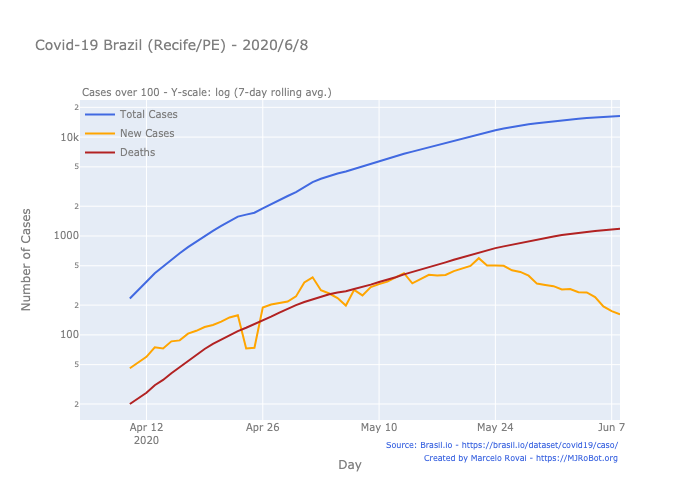 Covid-19 Brazil (Recife/PE) - 2020/6/8
Cases over 100 - Y-scale: log (7-day rolling avg.)
Total Cases
New Cases
Deaths
2
10k
5
2
1000
5
2
100
5
2
Number of Cases
Apr 12
2020
Apr 26
May 10
May 24
Jun 7
Day
Source: Brasil.io - https://brasil.io/dataset/covid19/caso/
Created by Marcelo Rovai - https://MJRoBot.org